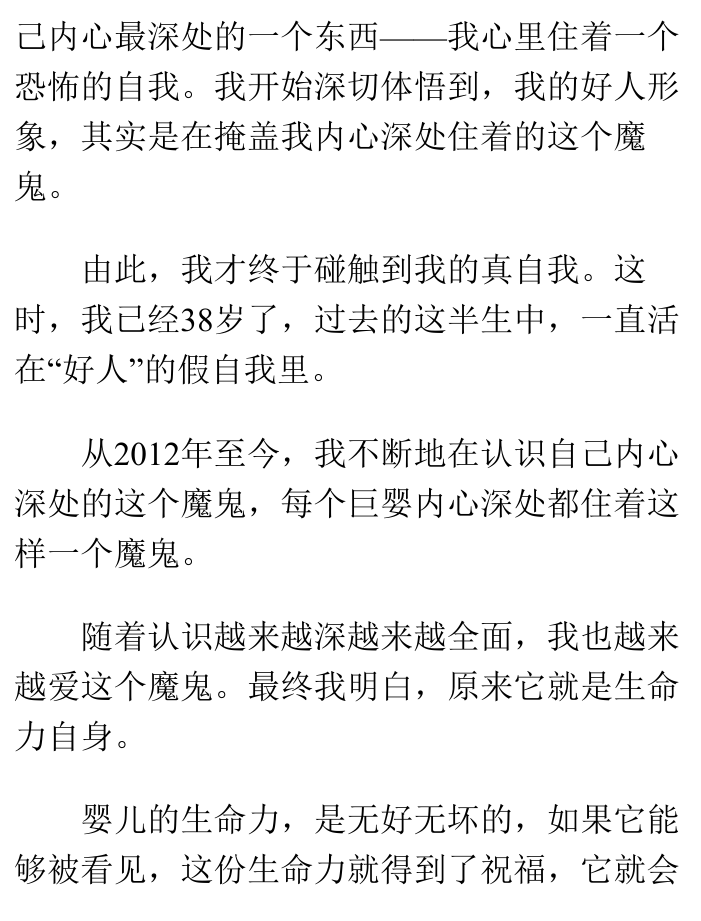 己内心最深处的一个东西——我心里住着一个
恐怖的自我。我开始深切体悟到，我的好人形
象，其实是在掩盖我内心深处住着的这个魔
鬼。
由此，我才终于碰触到我的真自我。这
时，我已经38岁了，过去的这半生中，一直活
在“好人”的假自我里。
从2012年至今，我不断地在认识自己内心
深处的这个魔鬼，每个巨婴内心深处都住着这
样一个魔鬼。
随着认识越来越深越来越全面，我也越来
越爱这个魔鬼。最终我明白，原来它就是生命
力自身。
婴儿的生命力，是无好无坏的，如果它能
够被看见，这份生命力就得到了祝福，它就会